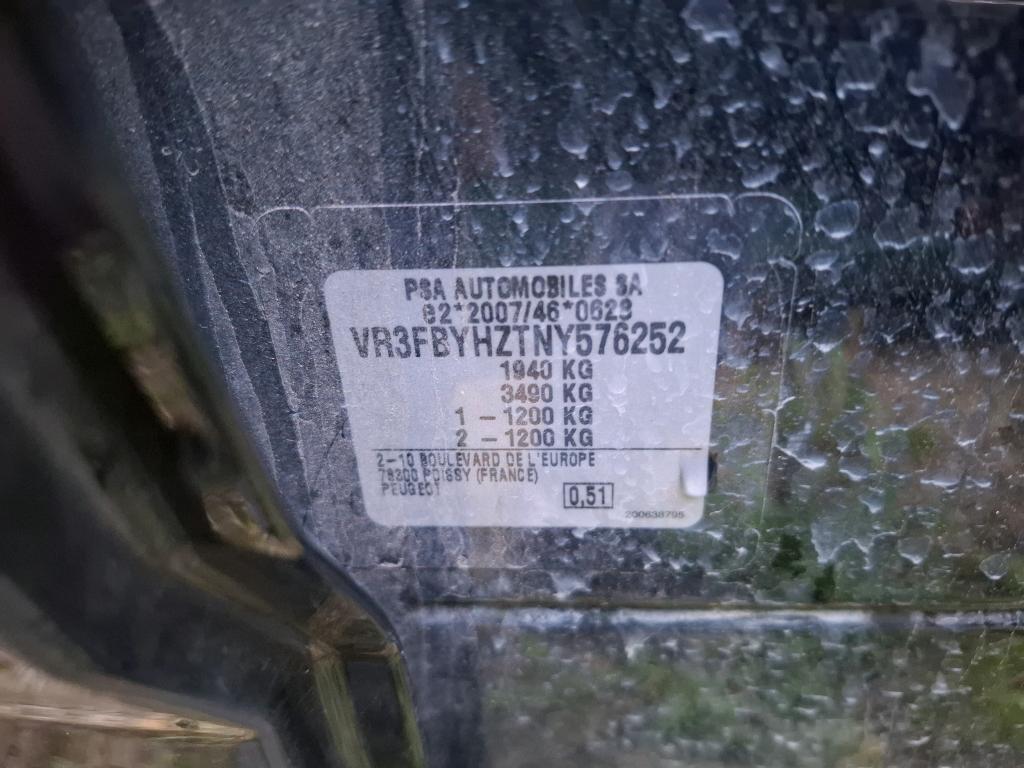 PSA AUTOMOBILES SA
e2*2007/46*0623
VR3FBYHZTNY576252
1940 KG
3490 KG
1 – 1200 KG
2 – 1200 KG
2–10 BOULEVARD DE L'EUROPE
78300 POISSY (FRANCE)
PEUGEOT
0,51
200638795